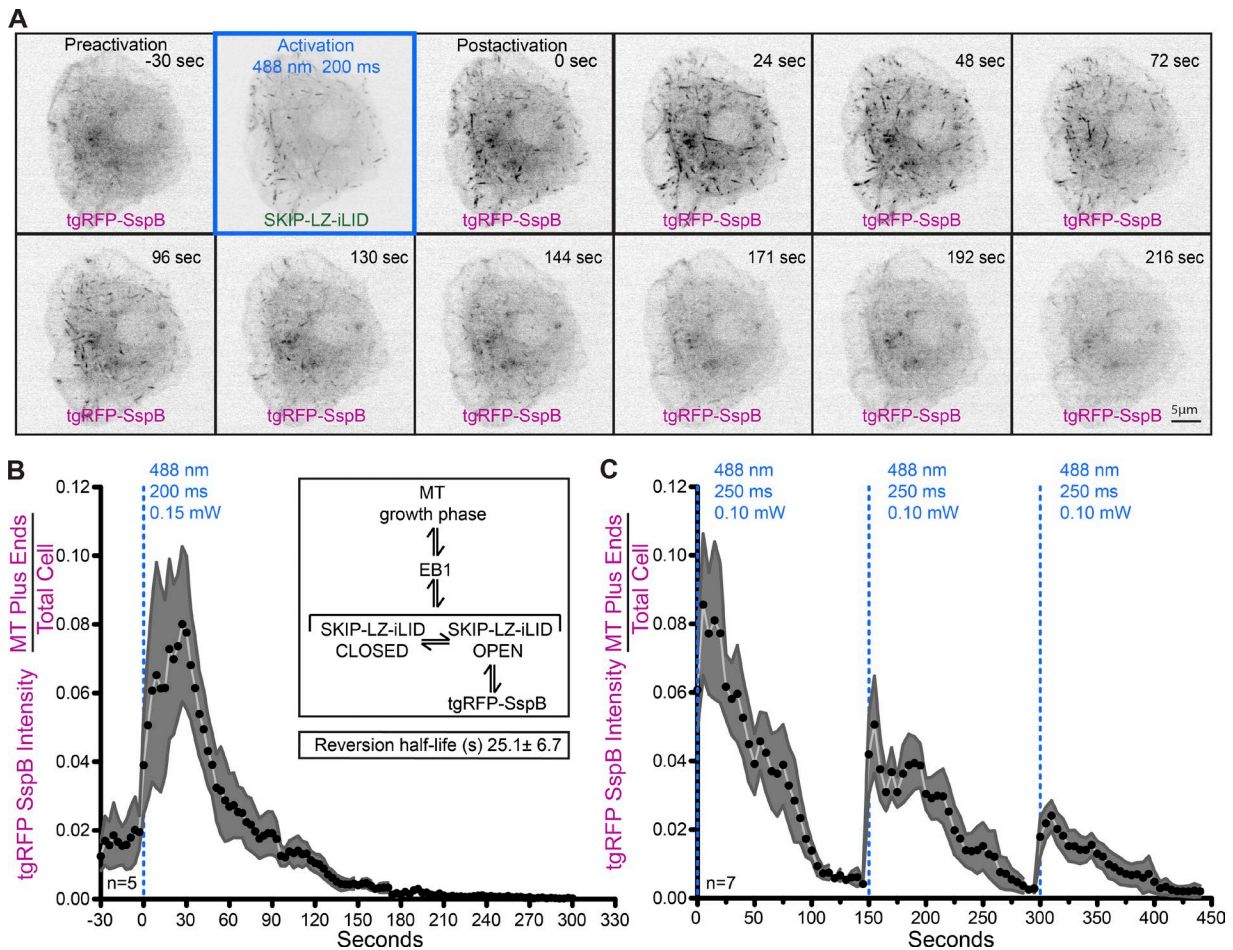 A
Preactivation
-30 sec
tgRFP-SspB
Activation
488 nm 200 ms
SKIP-LZ-iLID
Postactivation
0 sec
tgRFP-SspB
24 sec
tgRFP-SspB
48 sec
tgRFP-SspB
72 sec
tgRFP-SspB
96 sec
tgRFP-SspB
130 sec
tgRFP-SspB
144 sec
tgRFP-SspB
171 sec
tgRFP-SspB
192 sec
tgRFP-SspB
216 sec
tgRFP-SspB
5µm
B
488 nm
200 ms
0.15 mW
tgRFP SspB Intensity MT Plus Ends
Total Cell
0.12
0.10
0.08
0.06
0.04
0.02
0.00
n=5
-30 0 30 60 90 120 150 180 210 240 270 300 330
Seconds
MT
growth phase
EB1
SKIP-LZ-iLID SKIP-LZ-iLID
CLOSED OPEN
tgRFP-SspB
Reversion half-life (s) 25.1± 6.7
C
488 nm
250 ms
0.10 mW
488 nm
250 ms
0.10 mW
488 nm
250 ms
0.10 mW
tgRFP SspB Intensity MT Plus Ends
Total Cell
0.12
0.10
0.08
0.06
0.04
0.02
0.00
n=7
0 50 100 150 200 250 300 350 400 450
Seconds